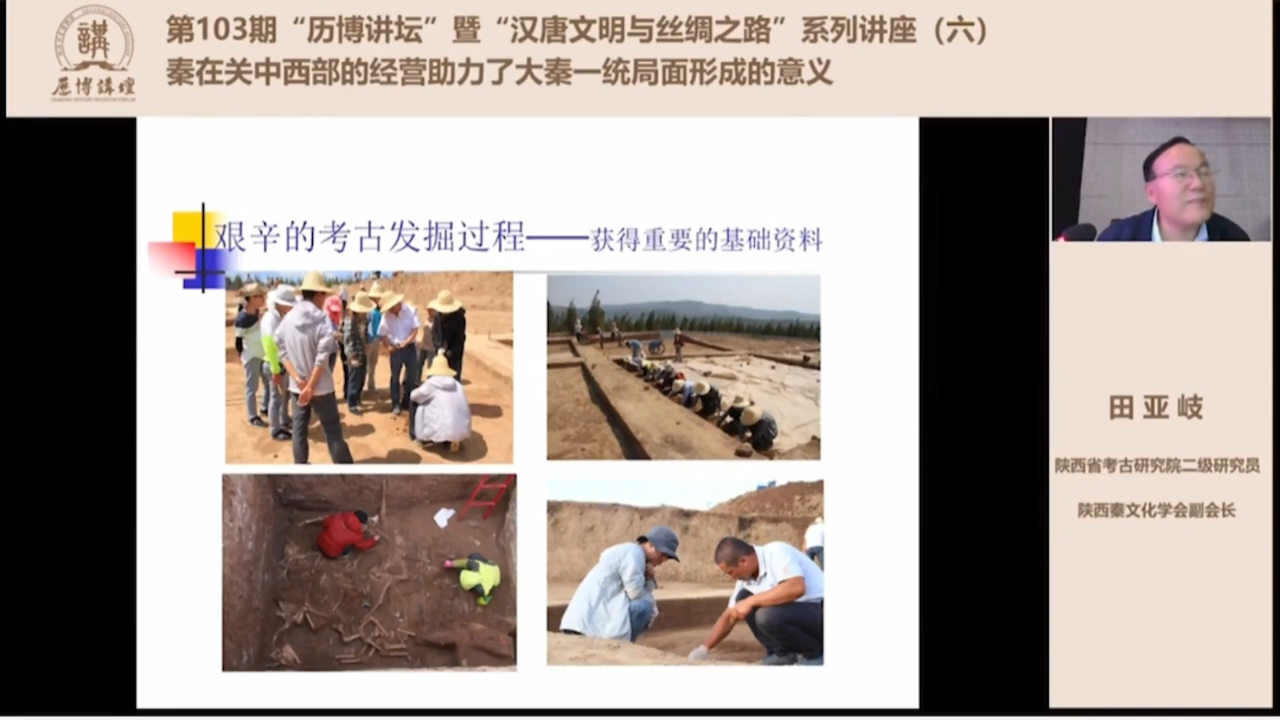 第103期“历博讲坛”暨“汉唐文明与丝绸之路”系列讲座（六）
秦在关中西部的经营助力了大秦一统局面形成的意义
講
歷博講壇
艰辛的考古发掘过程——获得重要的基础资料
田亚岐
陕西省考古研究院二级研究员
陕西秦文化学会副会长